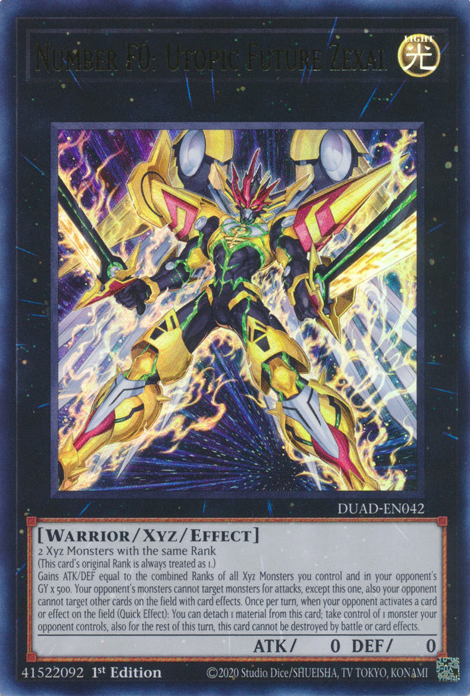 Number F0: Utopic Future Zexal
LIGHT
光
DUAD-EN042
[WARRIOR/XYZ/EFFECT]
2 Xyz Monsters with the same Rank
(This card's original Rank is always treated as 1.)
Gains ATK/DEF equal to the combined Ranks of all Xyz Monsters you control and in your opponent's
GY x 500. Your opponent's monsters cannot target monsters for attacks, except this one, also your opponent
cannot target other cards on the field with card effects. Once per turn, when your opponent activates a card
or effect on the field (Quick Effect): You can detach 1 material from this card; take control of 1 monster your
opponent controls, also for the rest of this turn, this card cannot be destroyed by battle or card effects.
ATK/ 0 DEF/ 0
41522092 1st Edition ©2020 Studio Dice/SHUEISHA, TV TOKYO, KONAMI